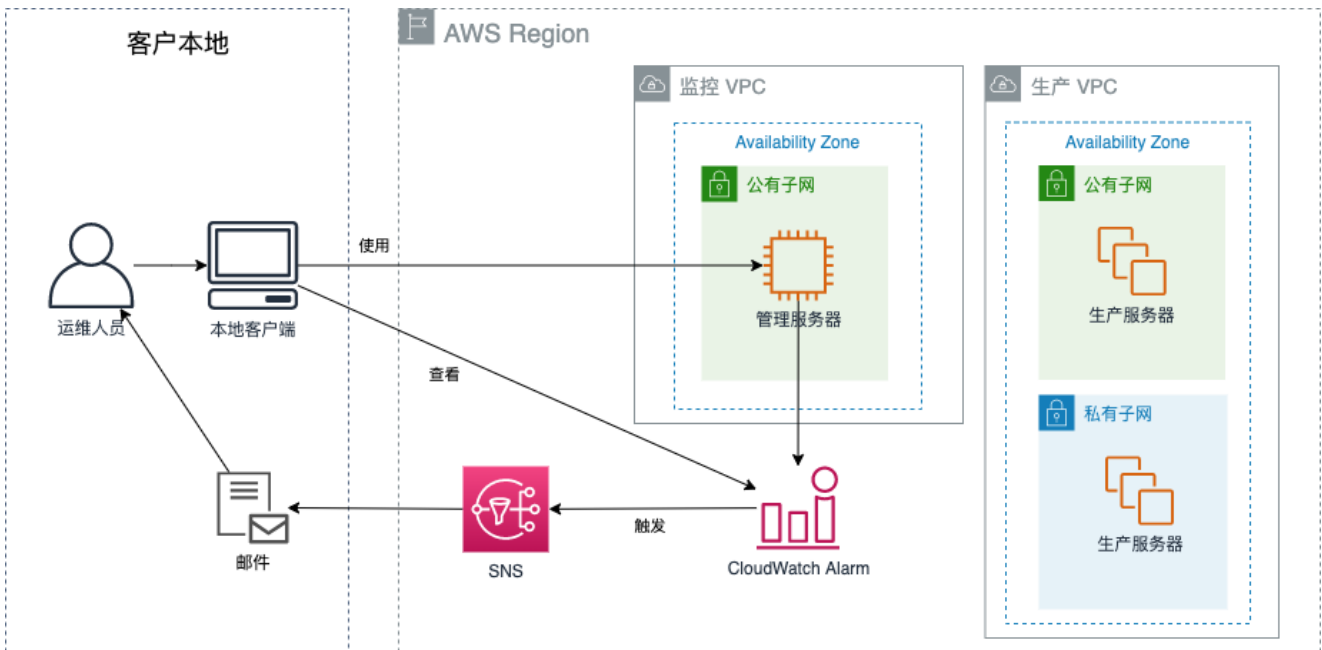 客户本地
AWS Region
监控 VPC
生产 VPC
Availability Zone
Availability Zone
公有子网
公有子网
使用
管理服务器
生产服务器
运维人员
本地客户端
查看
私有子网
触发
生产服务器
邮件
SNS
CloudWatch Alarm